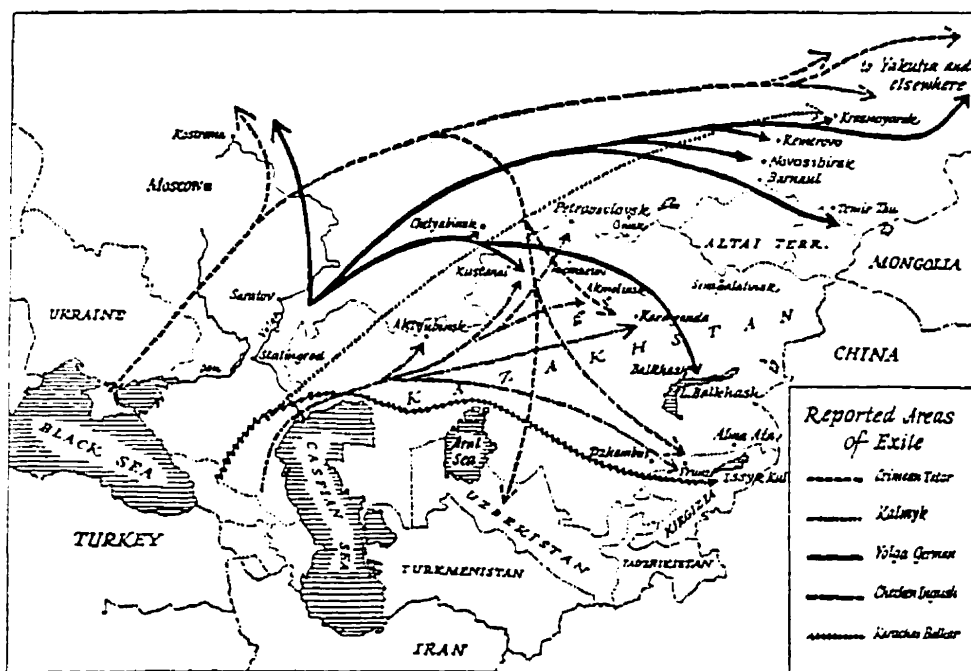 to Yakutia and
elsewhere
Kostroma
Krasnoyarsk
Kemerovo
Novosibirsk
Barnaul
Moscow
Petropavlovsk
Omsk
Chelyabinsk
ALTAI TERR.
MONGOLIA
Kustanai
Akmolinsk
Semipalatinsk
Saratov
UKRAINE
Aktyubinsk
Karaganda
Volga
Stalingrad
Don
CHINA
KAZAKHSTAN
Balkhash
L. Balkhash
BLACK SEA
CASPIAN SEA
Aral
Sea
Dzhambul
Alma Ata
Frunze
Issyk Kul
UZBEKISTAN
KIRGIZIA
TURKEY
TURKMENISTAN
TADZHIKISTAN
IRAN
Reported Areas
of Exile
Crimean Tatar
Kalmyk
Volga German
Chechen Ingush
Karachai Balkar